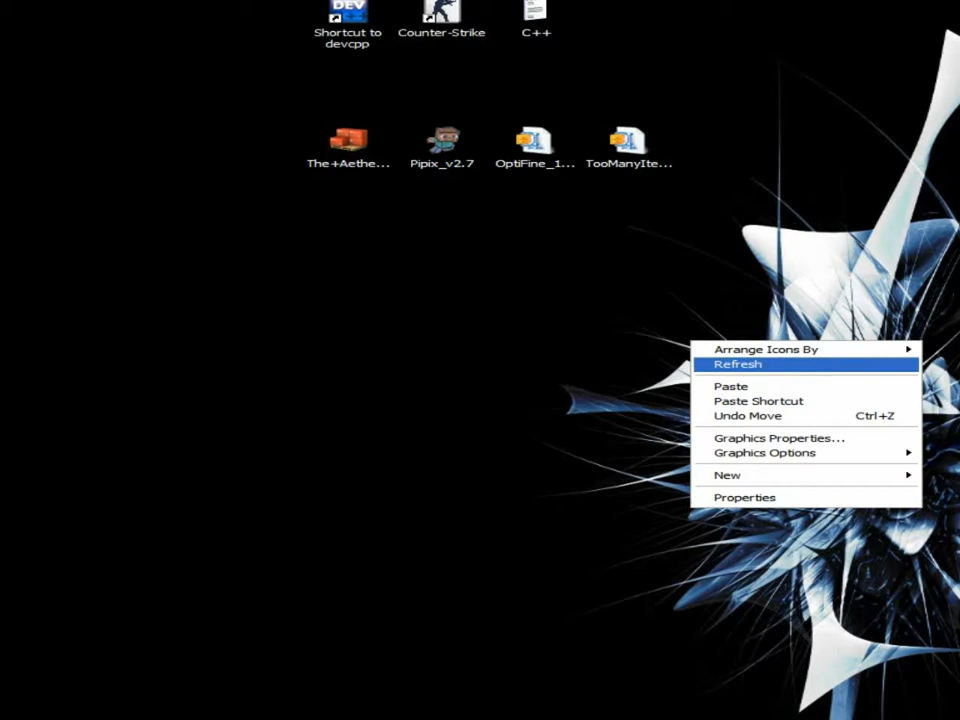 DEV
Shortcut to
devcpp
Counter-Strike
C++
The+Aethe...
Pipix_v2.7
OptiFine_1...
TooManyIte...
Arrange Icons By
Refresh
Paste
Paste Shortcut
Undo Move Ctrl+Z
Graphics Properties...
Graphics Options
New
Properties